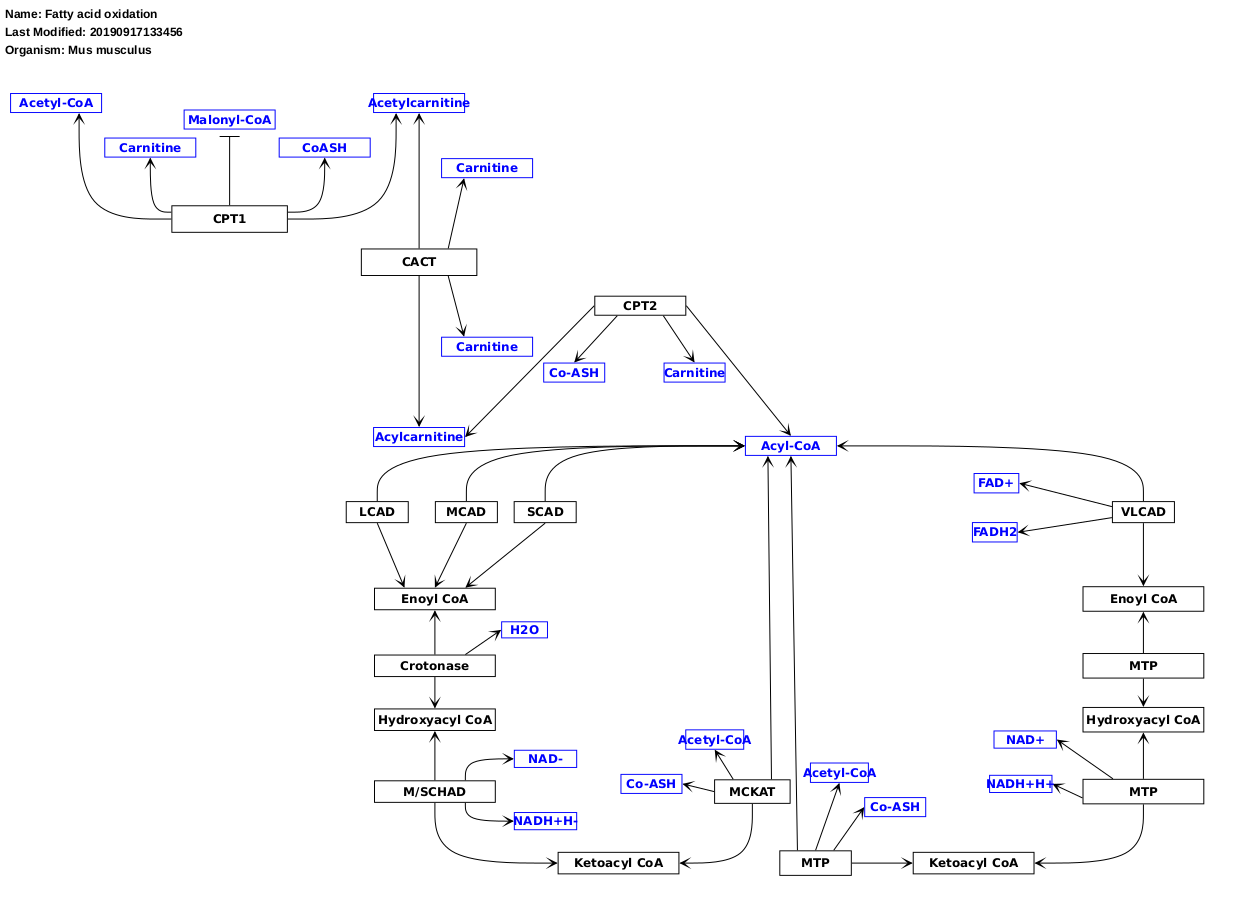 Name: Fatty acid oxidation
Last Modified: 20190917133456
Organism: Mus musculus
Acetyl-CoA
Acetylcarnitine
Malonyl-CoA
Carnitine
CoASH
Carnitine
CPT1
CACT
CPT2
Carnitine
Co-ASH
Carnitine
Acylcarnitine
Acyl-CoA
FAD+
LCAD
MCAD
SCAD
VLCAD
FADH2
Enoyl CoA
Enoyl CoA
H2O
Crotonase
MTP
Hydroxyacyl CoA
Hydroxyacyl CoA
Acetyl-CoA
NAD+
NAD-
Acetyl-CoA
Co-ASH
NADH+H+
M/SCHAD
MCKAT
MTP
Co-ASH
NADH+H-
Ketoacyl CoA
MTP
Ketoacyl CoA